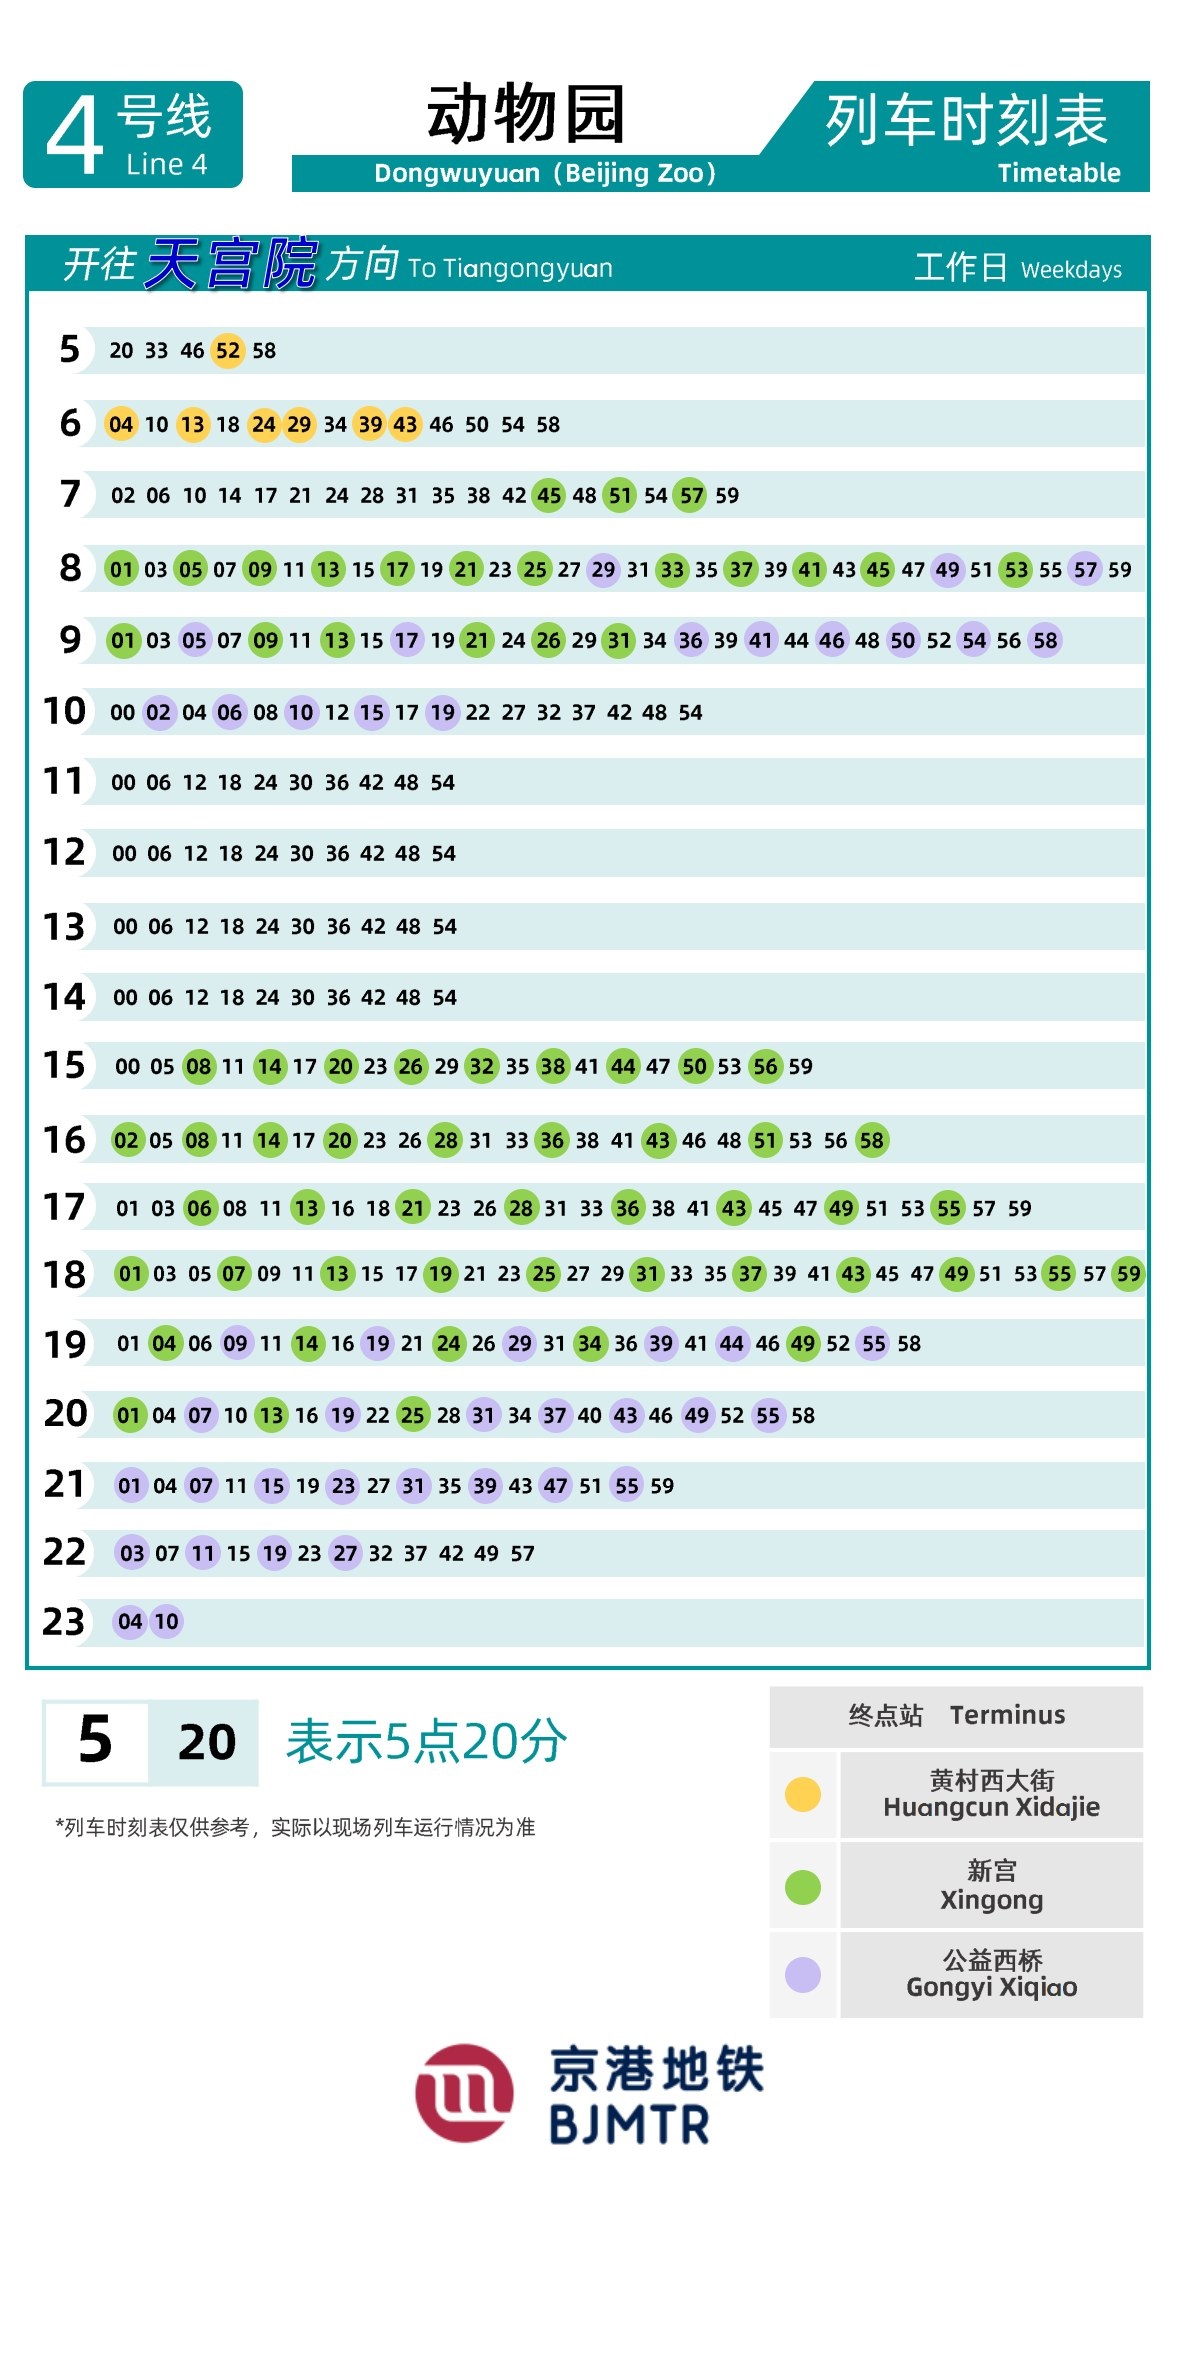 4 号线
Line 4
动物园
Dongwuyuan（Beijing Zoo）
列车时刻表
Timetable
开往 天宫院 方向 To Tiangongyuan
工作日 Weekdays
5 20 33 46 52 58
6 04 10 13 18 24 29 34 39 43 46 50 54 58
7 02 06 10 14 17 21 24 28 31 35 38 42 45 48 51 54 57 59
8 01 03 05 07 09 11 13 15 17 19 21 23 25 27 29 31 33 35 37 39 41 43 45 47 49 51 53 55 57 59
9 01 03 05 07 09 11 13 15 17 19 21 24 26 29 31 34 36 39 41 44 46 48 50 52 54 56 58
10 00 02 04 06 08 10 12 15 17 19 22 27 32 37 42 48 54
11 00 06 12 18 24 30 36 42 48 54
12 00 06 12 18 24 30 36 42 48 54
13 00 06 12 18 24 30 36 42 48 54
14 00 06 12 18 24 30 36 42 48 54
15 00 05 08 11 14 17 20 23 26 29 32 35 38 41 44 47 50 53 56 59
16 02 05 08 11 14 17 20 23 26 28 31 33 36 38 41 43 46 48 51 53 56 58
17 01 03 06 08 11 13 16 18 21 23 26 28 31 33 36 38 41 43 45 47 49 51 53 55 57 59
18 01 03 05 07 09 11 13 15 17 19 21 23 25 27 29 31 33 35 37 39 41 43 45 47 49 51 53 55 57 59
19 01 04 06 09 11 14 16 19 21 24 26 29 31 34 36 39 41 44 46 49 52 55 58
20 01 04 07 10 13 16 19 22 25 28 31 34 37 40 43 46 49 52 55 58
21 01 04 07 11 15 19 23 27 31 35 39 43 47 51 55 59
22 03 07 11 15 19 23 27 32 37 42 49 57
23 04 10
5 20 表示5点20分
*列车时刻表仅供参考，实际以现场列车运行情况为准
终点站 Terminus
黄村西大街
Huangcun Xidajie
新宫
Xingong
公益西桥
Gongyi Xiqiao
京港地铁
BJMTR